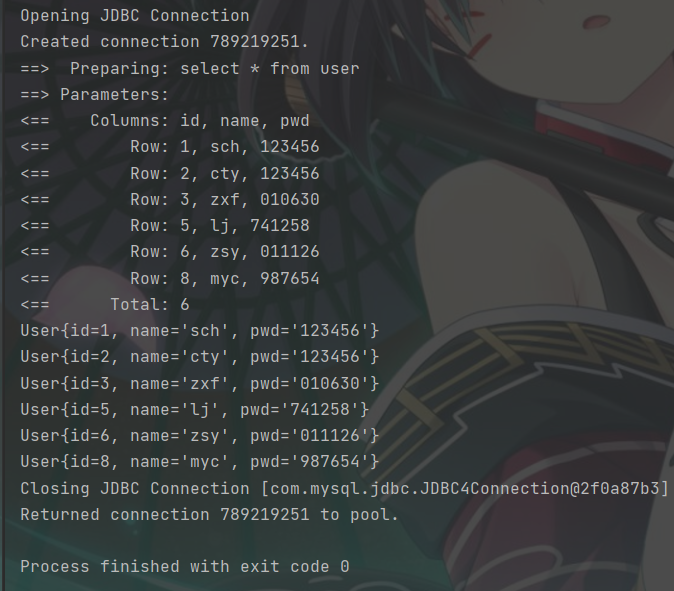 Opening JDBC Connection
Created connection 789219251.
==>  Preparing: select * from user
==> Parameters:
<==    Columns: id, name, pwd
<==        Row: 1, sch, 123456
<==        Row: 2, cty, 123456
<==        Row: 3, zxf, 010630
<==        Row: 5, lj, 741258
<==        Row: 6, zsy, 011126
<==        Row: 8, myc, 987654
<==      Total: 6
User{id=1, name='sch', pwd='123456'}
User{id=2, name='cty', pwd='123456'}
User{id=3, name='zxf', pwd='010630'}
User{id=5, name='lj', pwd='741258'}
User{id=6, name='zsy', pwd='011126'}
User{id=8, name='myc', pwd='987654'}
Closing JDBC Connection [com.mysql.jdbc.JDBC4Connection@2f0a87b3]
Returned connection 789219251 to pool.
Process finished with exit code 0